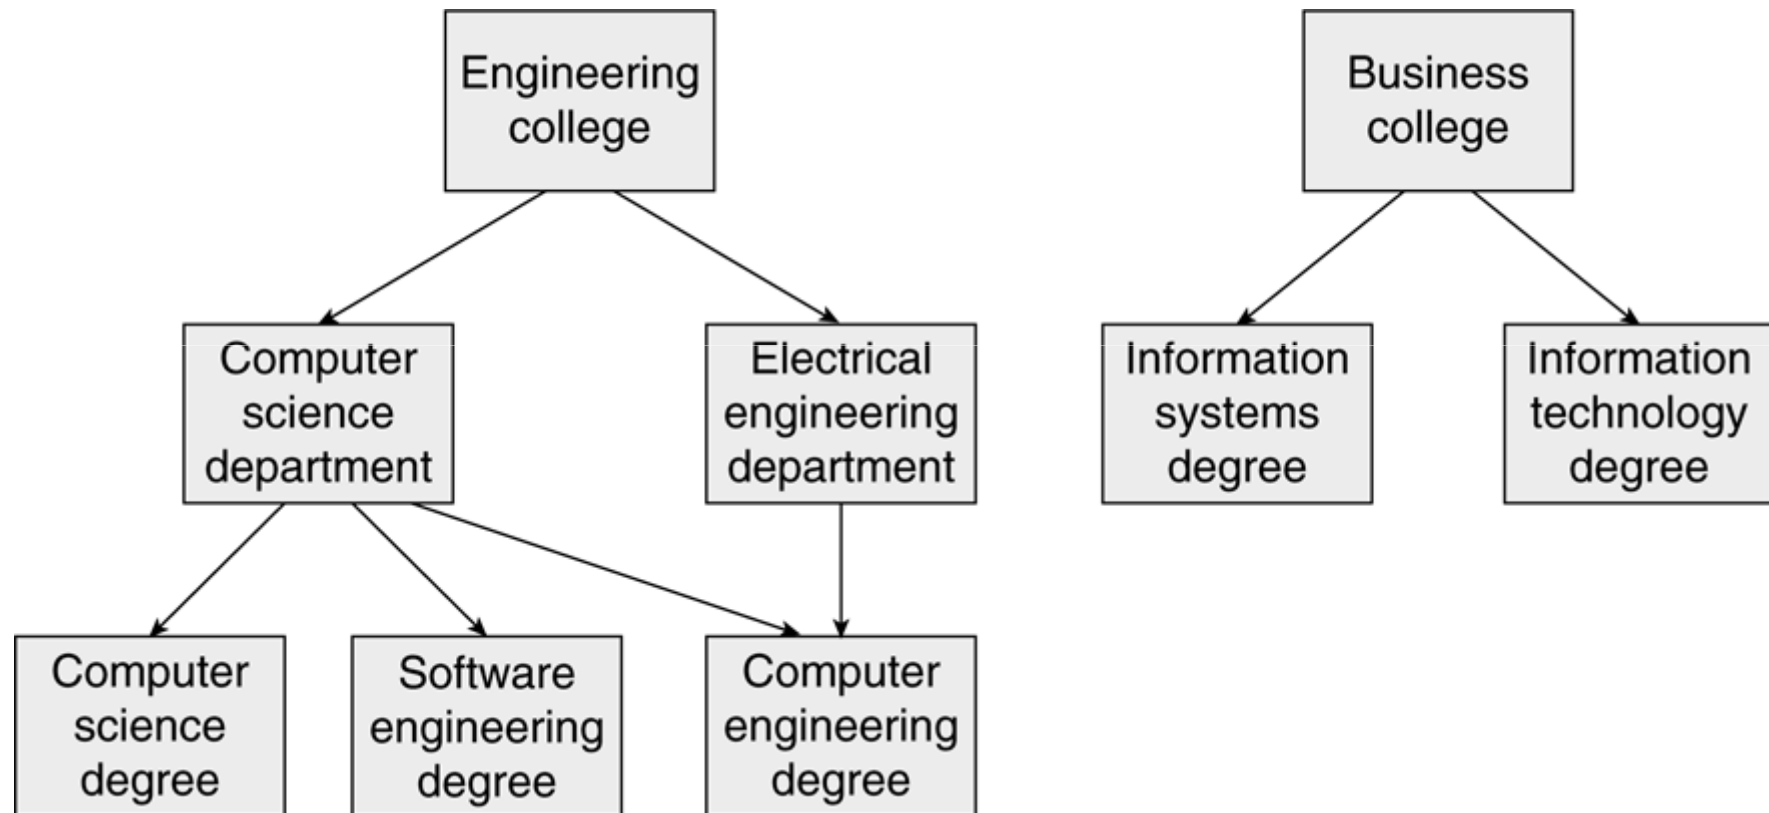 Engineering
college
Business
college
Computer
science
department
Electrical
engineering
department
Information
systems
degree
Information
technology
degree
Computer
science
degree
Software
engineering
degree
Computer
engineering
degree